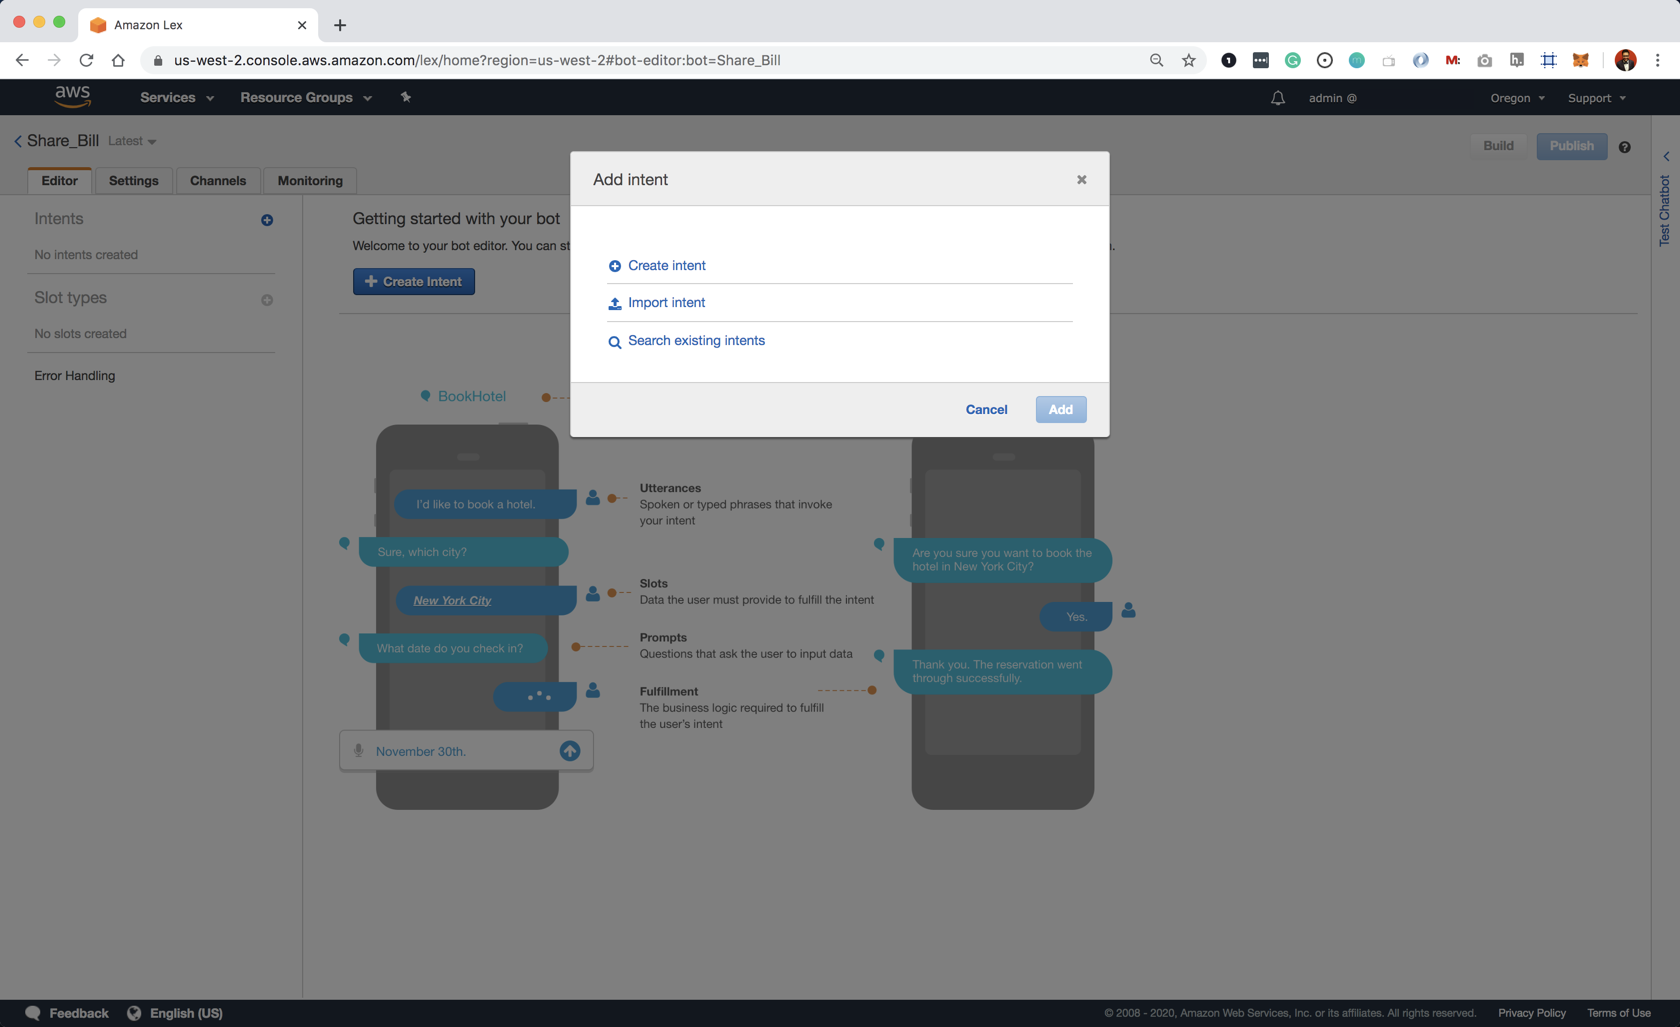 Amazon Lex
us-west-2.console.aws.amazon.com/lex/home?region=us-west-2#bot-editor:bot=Share_Bill
aws Services Resource Groups admin @ Oregon Support
Share_Bill Latest
Build Publish
Editor Settings Channels Monitoring
Test Chatbot
Intents
No intents created
Slot types
No slots created
Error Handling
Getting started with your bot
Welcome to your bot editor. You can st
Create Intent
Add intent
Create intent
Import intent
Search existing intents
Cancel Add
BookHotel
I'd like to book a hotel.
Sure, which city?
New York City
What date do you check in?
November 30th.
Utterances
Spoken or typed phrases that invoke
your intent
Slots
Data the user must provide to fulfill the intent
Prompts
Questions that ask the user to input data
Fulfillment
The business logic required to fulfill
the user's intent
Are you sure you want to book the
hotel in New York City?
Yes.
Thank you. The reservation went
through successfully.
Feedback English (US) © 2008 - 2020, Amazon Web Services, Inc. or its affiliates. All rights reserved. Privacy Policy Terms of Use